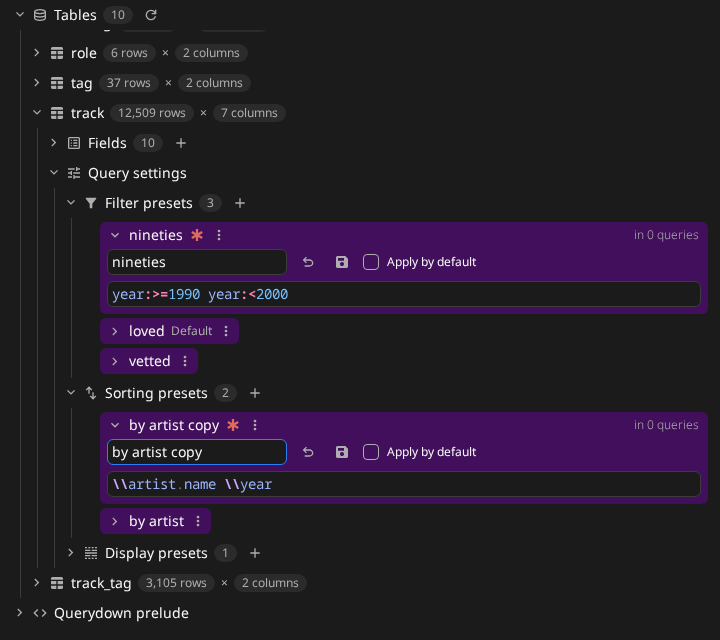 Tables 10
role 6 rows × 2 columns
tag 37 rows × 2 columns
track 12,509 rows × 7 columns
Fields 10 +
Query settings
Filter presets 3 +
nineties * in 0 queries
nineties Apply by default
year:>=1990 year:<2000
loved Default
vetted
Sorting presets 2 +
by artist copy * in 0 queries
by artist copy Apply by default
\\artist.name \\year
by artist
Display presets 1 +
track_tag 3,105 rows × 2 columns
<> Querydown prelude